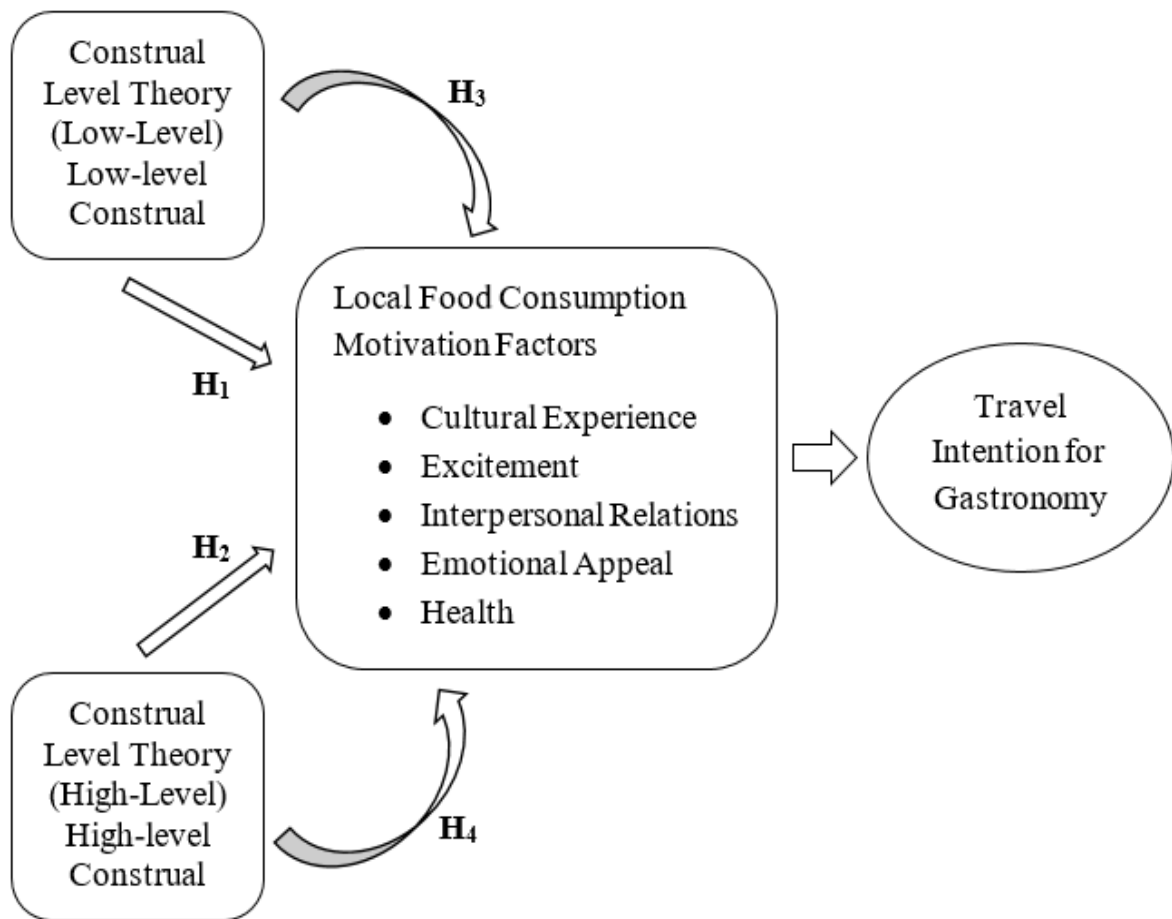 Construal
Level Theory
(Low-Level)
Low-level
Construal
H3
H1
Local Food Consumption
Motivation Factors
• Cultural Experience
• Excitement
• Interpersonal Relations
• Emotional Appeal
• Health
Travel
Intention for
Gastronomy
H2
Construal
Level Theory
(High-Level)
High-level
Construal
H4